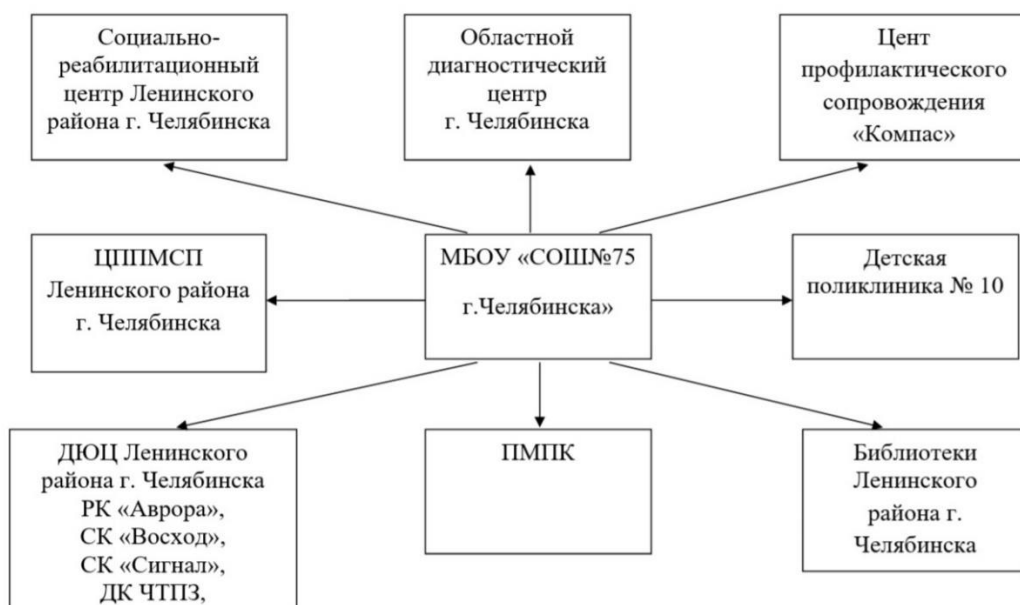 Социально-
реабилитационный
центр Ленинского
района г. Челябинска
Областной
диагностический
центр
г. Челябинска
Цент
профилактического
сопровождения
«Компас»
ЦППМСП
Ленинского района
г. Челябинска
МБОУ «СОШ№75
г.Челябинска»
Детская
поликлиника № 10
ДЮЦ Ленинского
района г. Челябинска
РК «Аврора»,
СК «Восход»,
СК «Сигнал»,
ДК ЧТПЗ,
ПМПК
Библиотеки
Ленинского
района г.
Челябинска